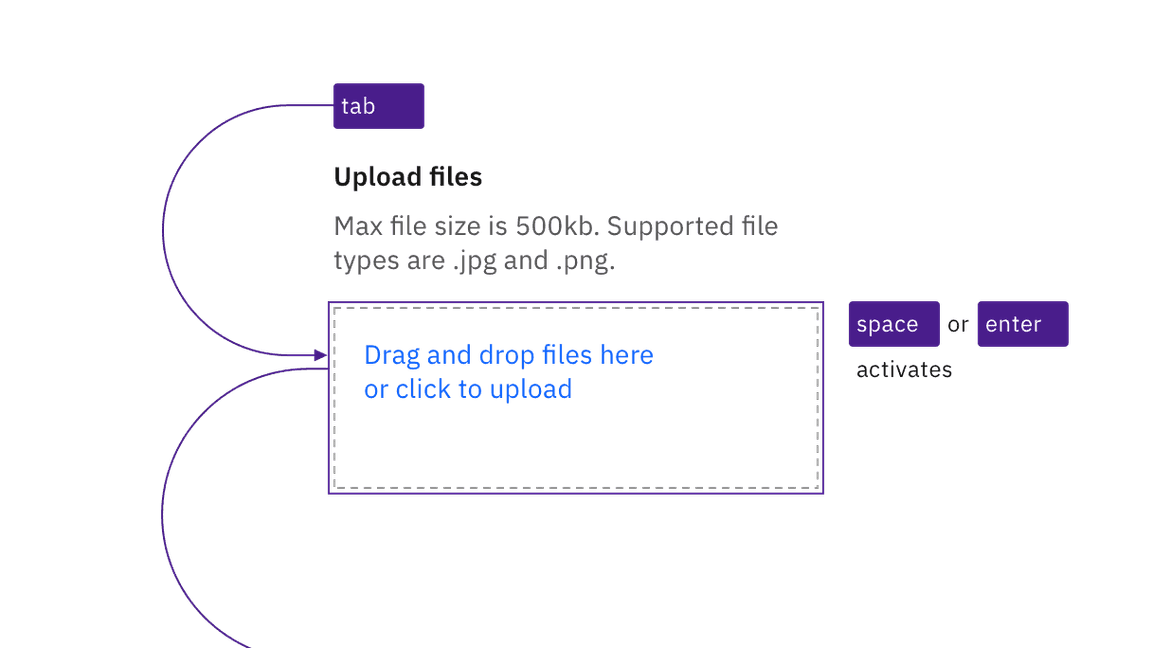 tab
Upload files
Max file size is 500kb. Supported file
types are .jpg and .png.
Drag and drop files here
or click to upload
space or enter
activates